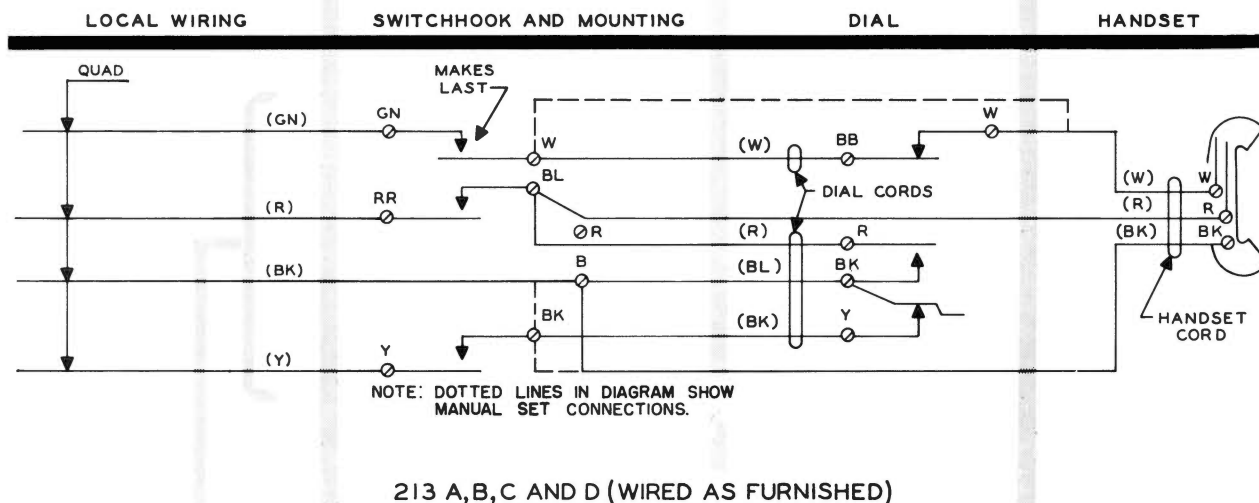 LOCAL WIRING SWITCHHOOK AND MOUNTING DIAL HANDSET
QUAD
MAKES
LAST
(GN) GN
W
W
(W) BB
BL
DIAL CORDS
(W) W
(R) RR
(R) R
R
(R) R
(BK) BK
(BK) B
(BL) BK
BK
(BK) Y
HANDSET
CORD
(Y) Y
NOTE: DOTTED LINES IN DIAGRAM SHOW
MANUAL SET CONNECTIONS.
213 A,B,C AND D (WIRED AS FURNISHED)